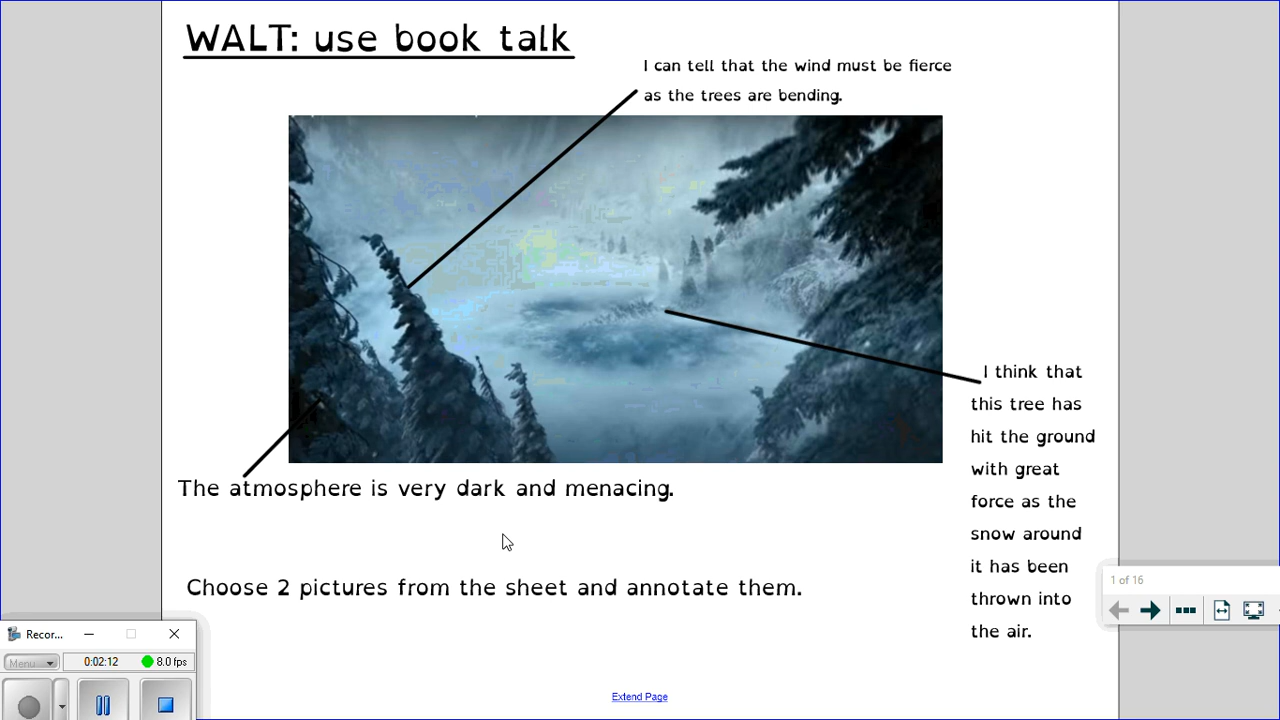 WALT: use book talk
I can tell that the wind must be fierce
as the trees are bending.
I think that
this tree has
hit the ground
with great
force as the
snow around
it has been
thrown into
the air.
The atmosphere is very dark and menacing.
Choose 2 pictures from the sheet and annotate them.
1 of 16
Recor...
Menu
0:02:12
8.0 fps
Extend Page